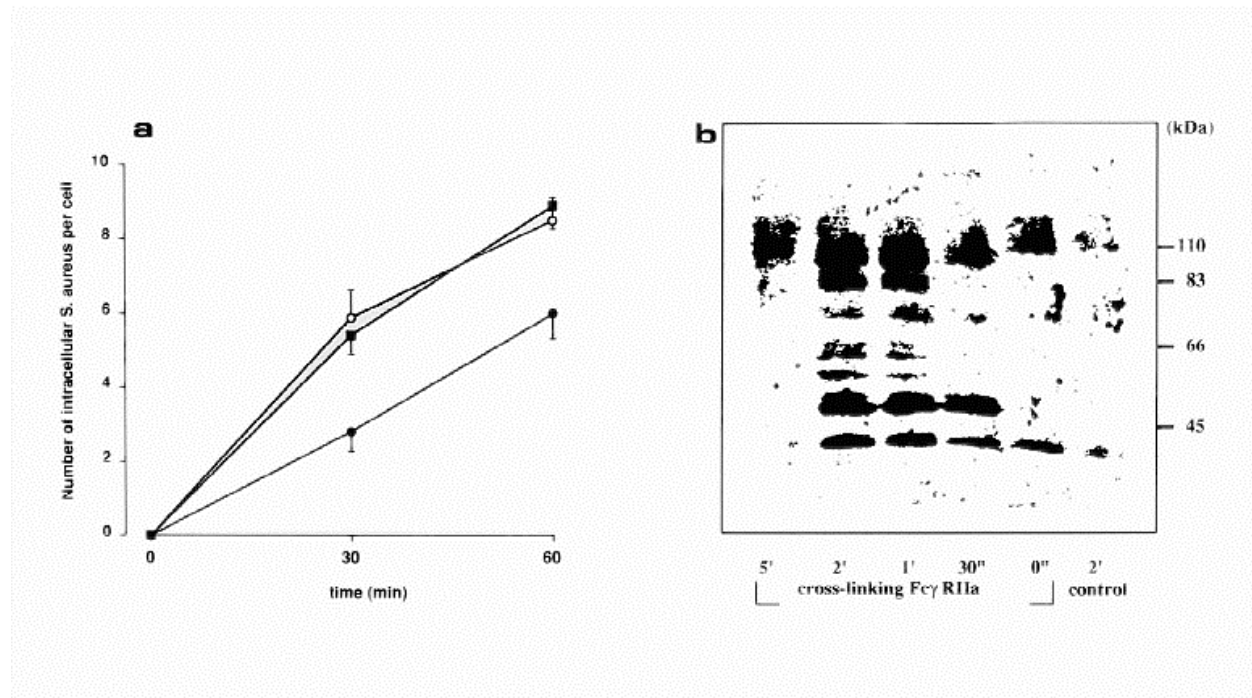 a
Number of intracellular S. aureus per cell
10
8
6
4
2
0
0 30 60
time (min)
b
(kDa)
110
83
66
45
5' 2' 1' 30" 0" 2'
cross-linking Fcγ RIIa control